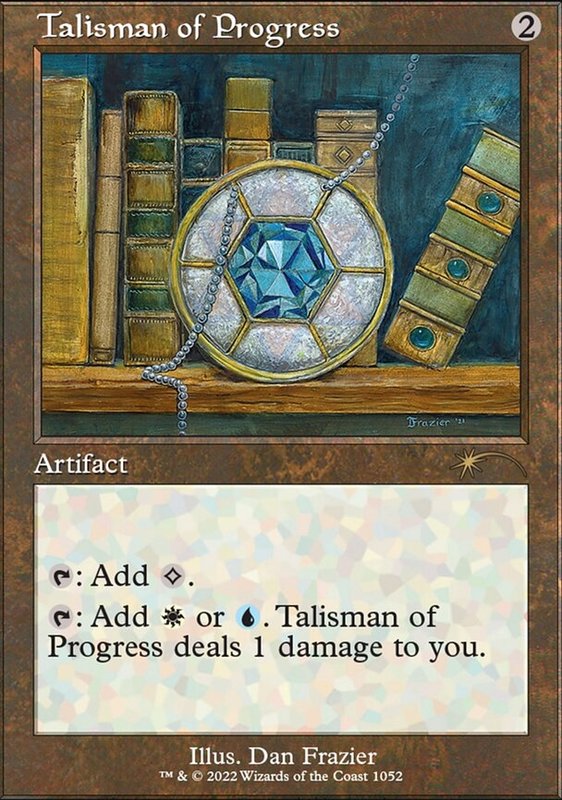 Talisman of Progress 2
Frazier '21
Artifact
: Add .
: Add or . Talisman of
Progress deals 1 damage to you.
Illus. Dan Frazier
™ & © 2022 Wizards of the Coast 1052